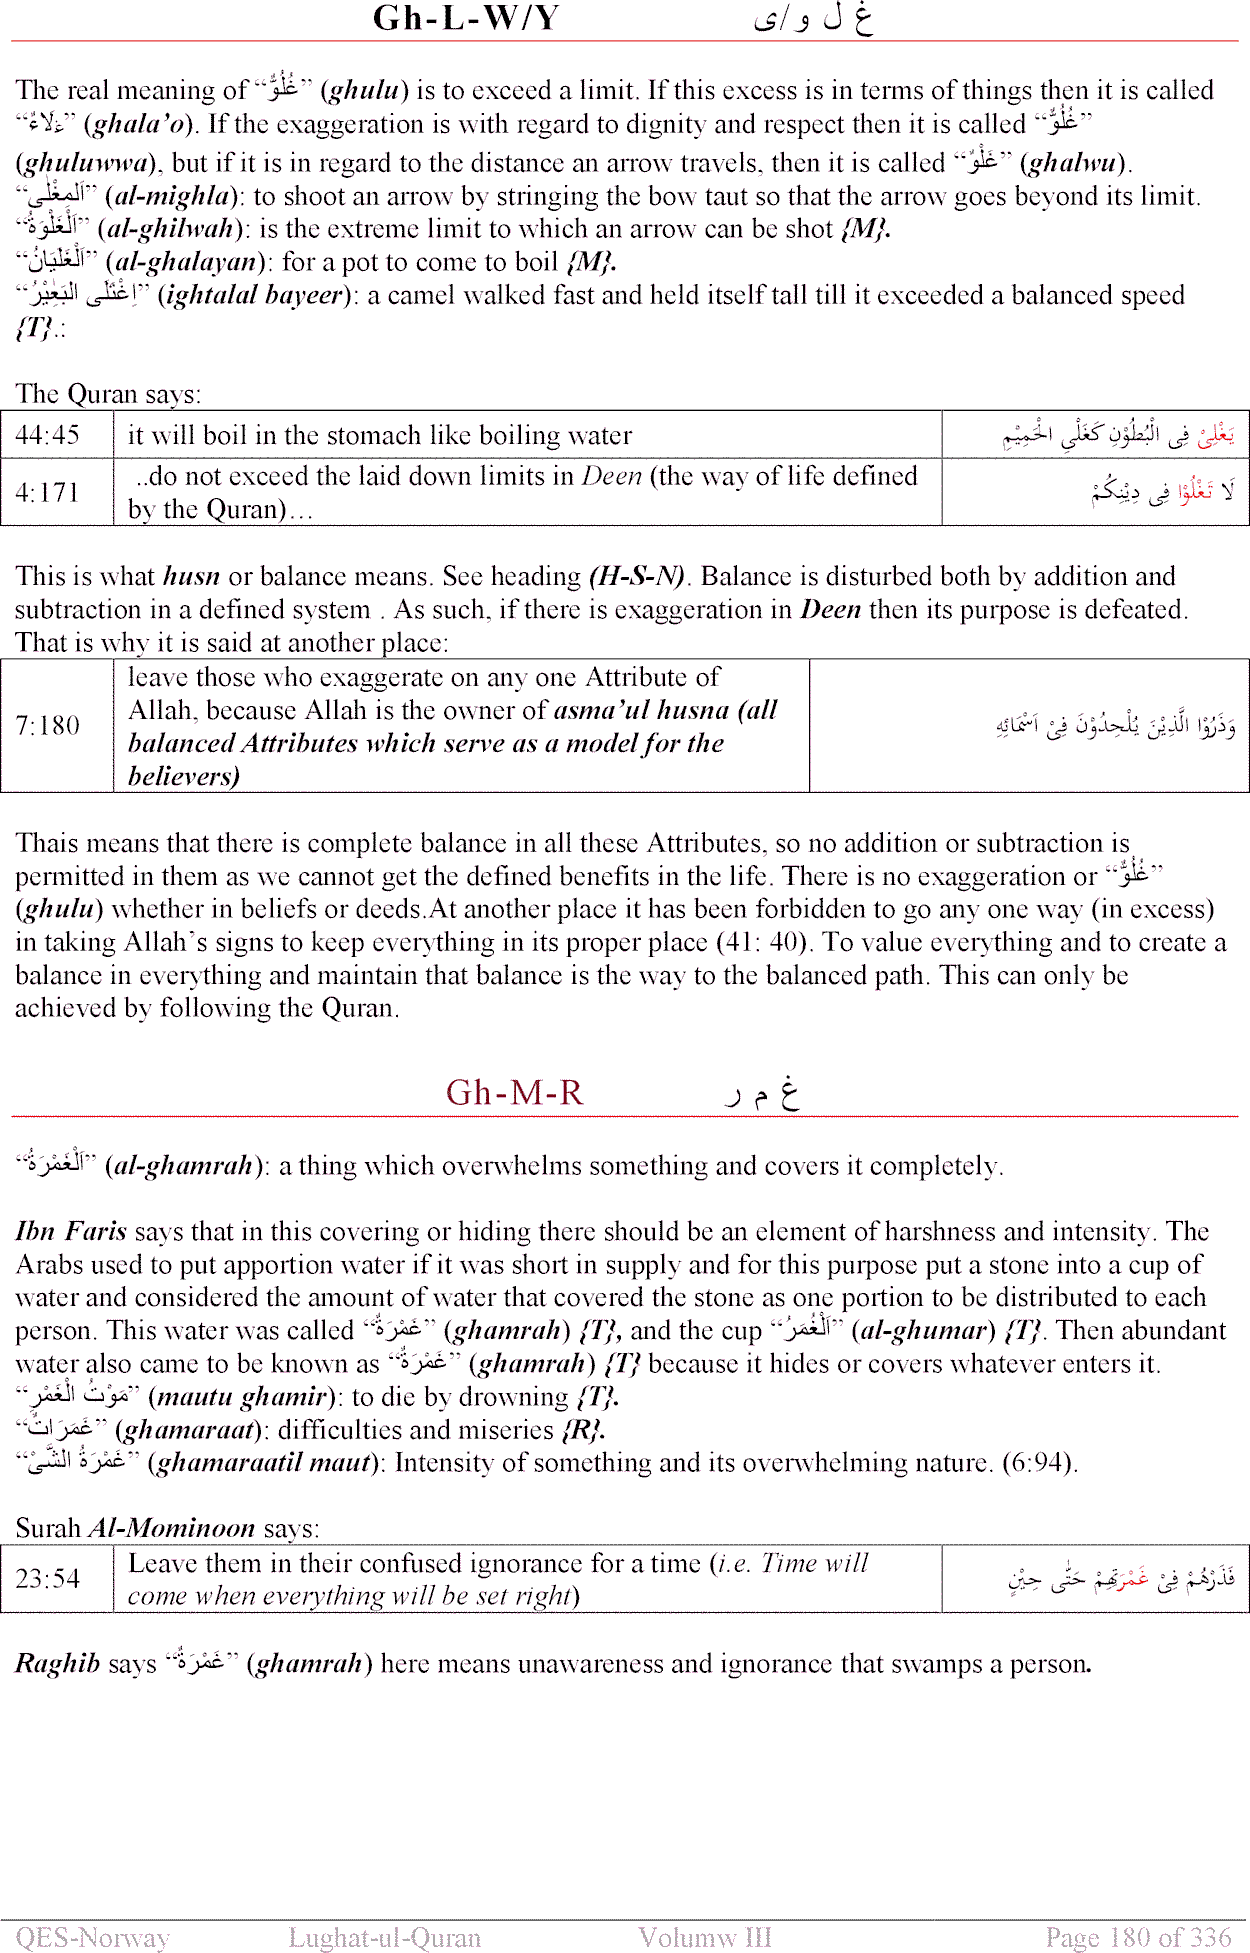 Gh-L-W/Y غ ل و/ى
The real meaning of “غُلُوٌّ” (ghulu) is to exceed a limit. If this excess is in terms of things then it is called
“غَلَاءٌ” (ghala’o). If the exaggeration is with regard to dignity and respect then it is called “غُلُوٌّ”
(ghuluwwa), but if it is in regard to the distance an arrow travels, then it is called “غَلْوٌ” (ghalwu).
“اَلْمِغْلٰى” (al-mighla): to shoot an arrow by stringing the bow taut so that the arrow goes beyond its limit.
“اَلْغَلْوَةُ” (al-ghilwah): is the extreme limit to which an arrow can be shot {M}.
“اَلْغَلَيَانُ” (al-ghalayan): for a pot to come to boil {M}.
“اِغْتَلَى الْبَعِيْرُ” (ightalal bayeer): a camel walked fast and held itself tall till it exceeded a balanced speed
{T}.:
The Quran says:
44:45 it will boil in the stomach like boiling water يَغْلِيْ فِى الْبُطُوْنِ كَغَلْيِ الْحَمِيْمِ
4:171 ..do not exceed the laid down limits in Deen (the way of life defined
by the Quran)… لَا تَغْلُوْا فِى دِيْنِكُمْ
This is what husn or balance means. See heading (H-S-N). Balance is disturbed both by addition and
subtraction in a defined system . As such, if there is exaggeration in Deen then its purpose is defeated.
That is why it is said at another place:
leave those who exaggerate on any one Attribute of
Allah, because Allah is the owner of asma’ul husna (all
7:180 balanced Attributes which serve as a model for the وَذَرُوْا الَّذِيْنَ يُلْحِدُوْنَ فِىْ اَسْمَائِهِ
believers)
Thais means that there is complete balance in all these Attributes, so no addition or subtraction is
permitted in them as we cannot get the defined benefits in the life. There is no exaggeration or “غُلُوٌّ”
(ghulu) whether in beliefs or deeds.At another place it has been forbidden to go any one way (in excess)
in taking Allah’s signs to keep everything in its proper place (41: 40). To value everything and to create a
balance in everything and maintain that balance is the way to the balanced path. This can only be
achieved by following the Quran.
Gh-M-R غ م ر
“اَلْغَمْرَةُ” (al-ghamrah): a thing which overwhelms something and covers it completely.
Ibn Faris says that in this covering or hiding there should be an element of harshness and intensity. The
Arabs used to put apportion water if it was short in supply and for this purpose put a stone into a cup of
water and considered the amount of water that covered the stone as one portion to be distributed to each
person. This water was called “غَمْرَةٌ” (ghamrah) {T}, and the cup “اَلْغُمَرُ” (al-ghumar) {T}. Then abundant
water also came to be known as “غَمْرَةٌ” (ghamrah) {T} because it hides or covers whatever enters it.
“مَوْتُ الْغَمْرِ” (mautu ghamir): to die by drowning {T}.
“غَمَرَاتٌ” (ghamaraat): difficulties and miseries {R}.
“غَمْرَةُ الشَّىْ” (ghamaraatil maut): Intensity of something and its overwhelming nature. (6:94).
Surah Al-Mominoon says:
23:54 Leave them in their confused ignorance for a time (i.e. Time will
come when everything will be set right) فَذَرْهُمْ فِىْ غَمْرَتِهِمْ حَتّٰى حِيْنٍ
Raghib says “غَمْرَةٌ” (ghamrah) here means unawareness and ignorance that swamps a person.
QES-Norway Lughat-ul-Quran Volumw III Page 180 of 336